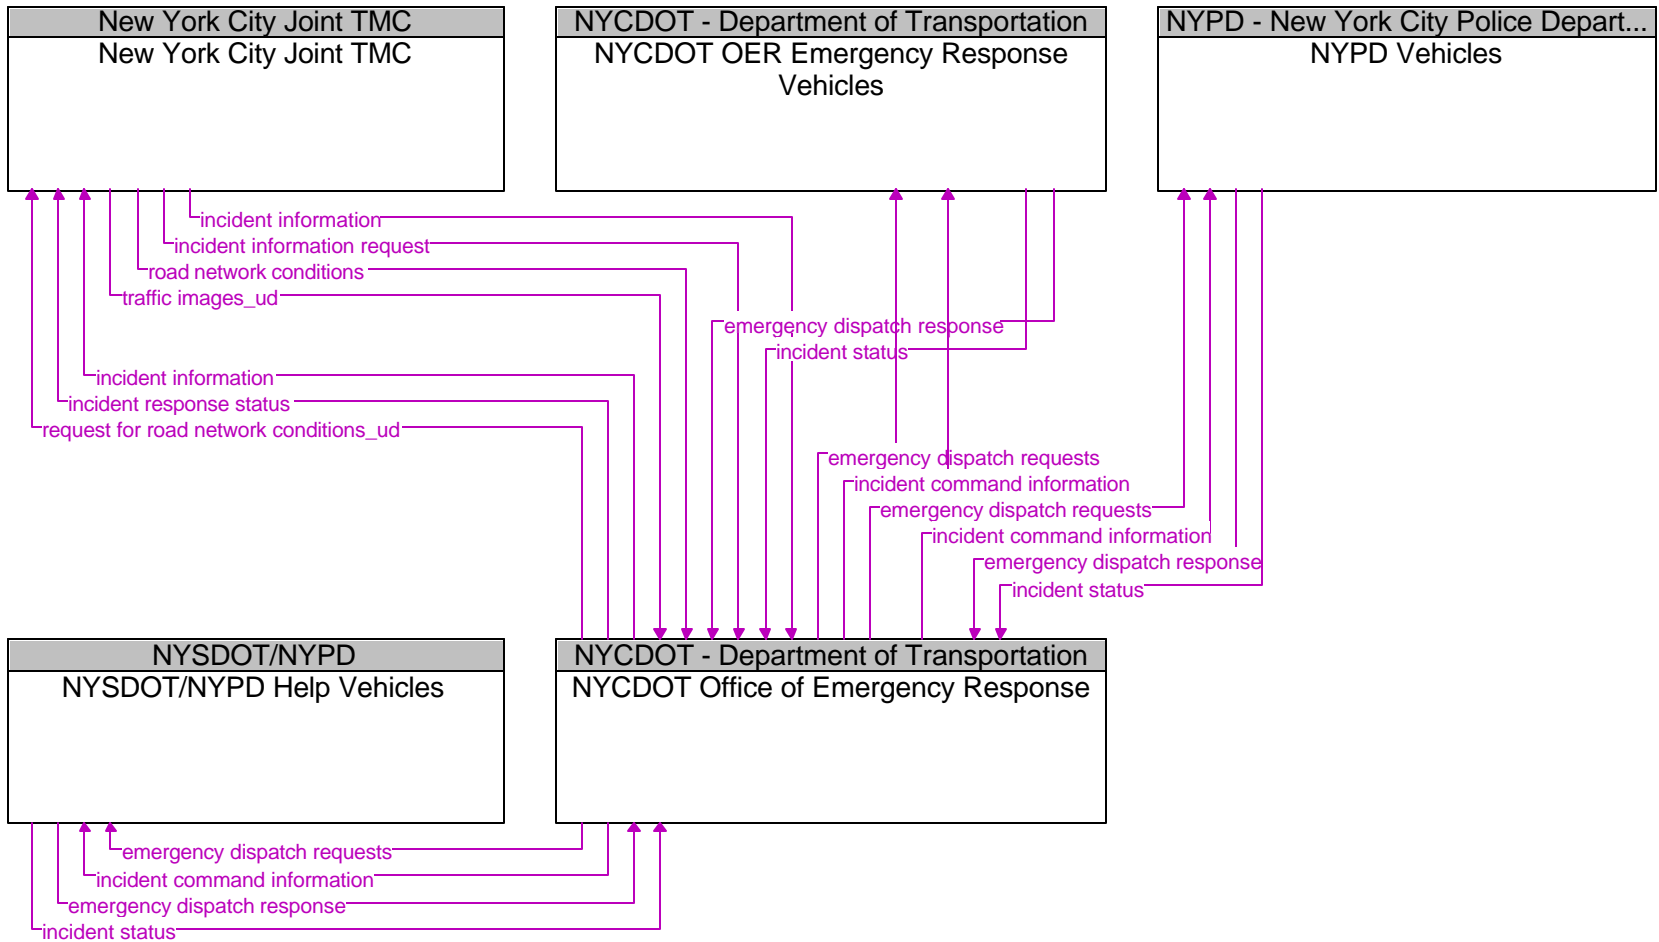 New York City Joint TMC
New York City Joint TMC
NYCDOT - Department of Transportation
NYCDOT OER Emergency Response
Vehicles
NYPD - New York City Police Depart...
NYPD Vehicles
incident information
incident information request
road network conditions
traffic images_ud
emergency dispatch response
incident status
incident information
incident response status
request for road network conditions_ud
emergency dispatch requests
incident command information
emergency dispatch requests
incident command information
emergency dispatch response
incident status
NYSDOT/NYPD
NYSDOT/NYPD Help Vehicles
NYCDOT - Department of Transportation
NYCDOT Office of Emergency Response
emergency dispatch requests
incident command information
emergency dispatch response
incident status